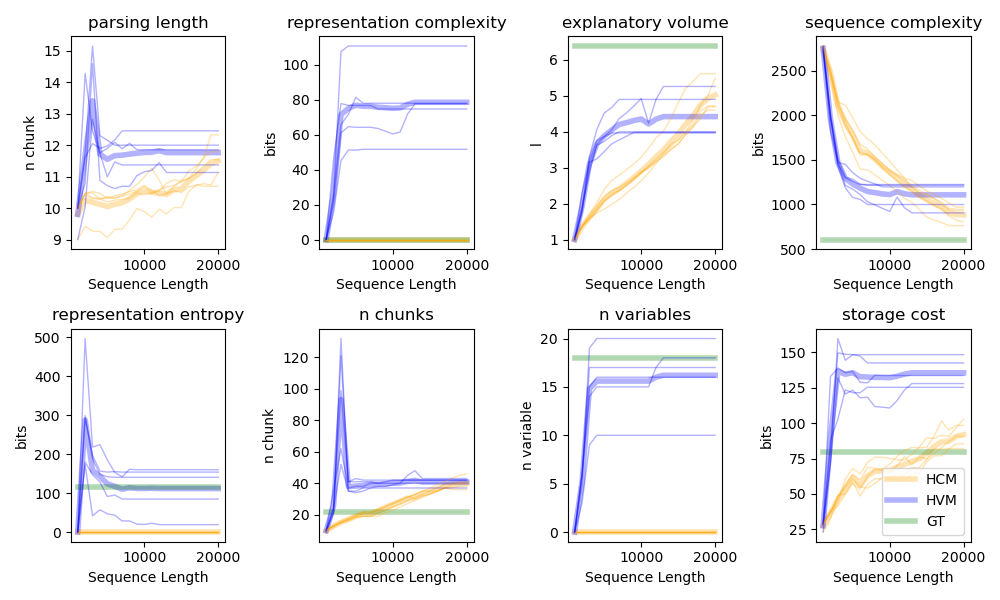 parsing length
n chunk
15
14
13
12
11
10
9
10000 20000
Sequence Length
representation complexity
bits
100
80
60
40
20
0
10000 20000
Sequence Length
explanatory volume
l
6
5
4
3
2
1
10000 20000
Sequence Length
sequence complexity
bits
2500
2000
1500
1000
500
10000 20000
Sequence Length
representation entropy
bits
500
400
300
200
100
0
10000 20000
Sequence Length
n chunks
n chunk
120
100
80
60
40
20
10000 20000
Sequence Length
n variables
n variable
20
15
10
5
0
10000 20000
Sequence Length
storage cost
bits
150
125
100
75
50
25
10000 20000
Sequence Length
HCM
HVM
GT